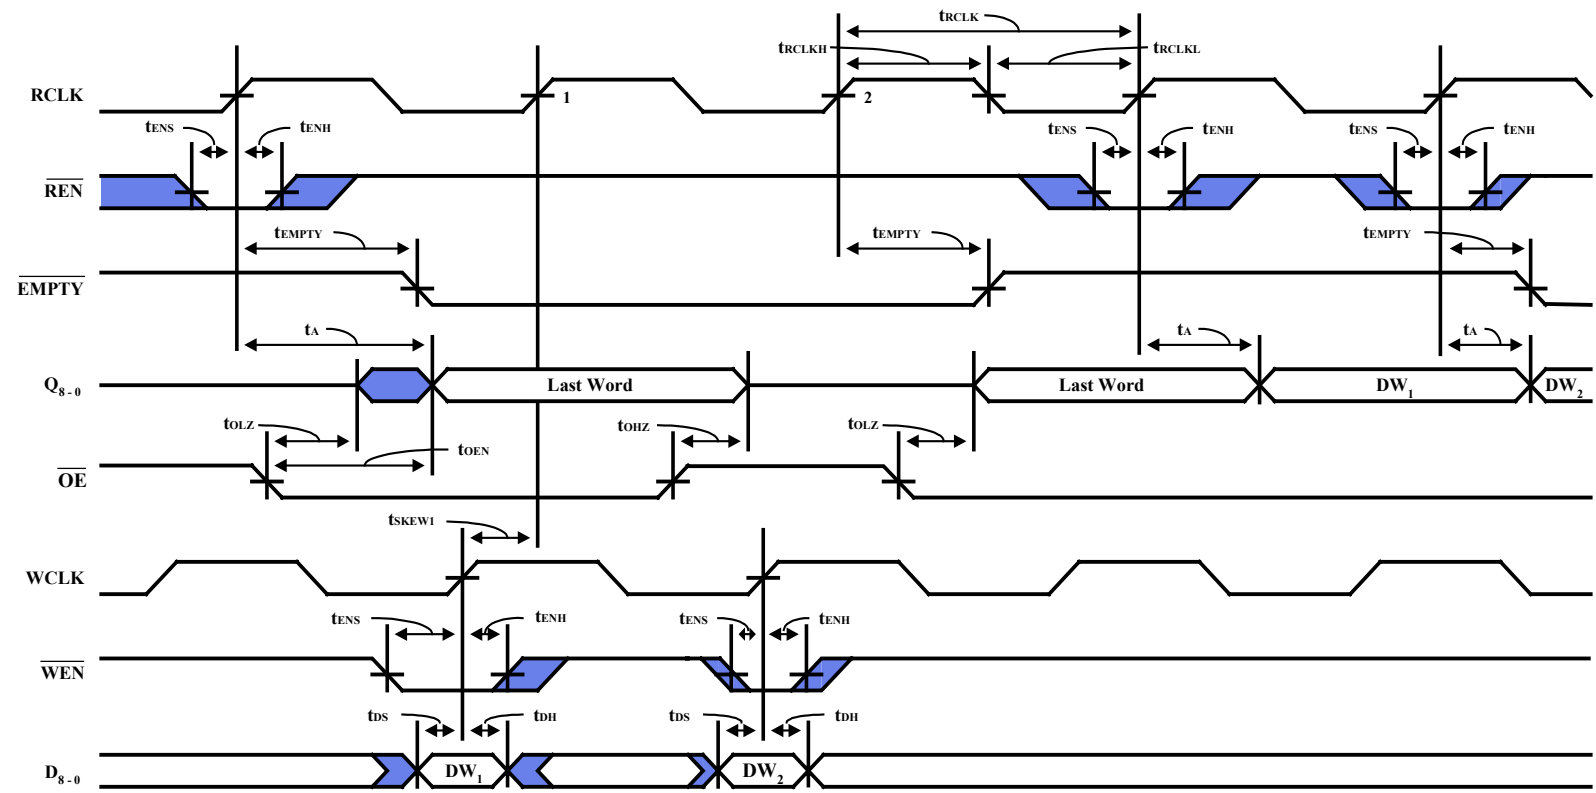 tRCLK
tRCLKH
tRCLKL
RCLK
1
2
tENS
tENH
tENS
tENH
tENS
tENH
REN
tEMPTY
tEMPTY
tEMPTY
EMPTY
tA
tA
tA
Q8-0
Last Word
Last Word
DW1
DW2
tOLZ
tOEN
tOHZ
tOLZ
OE
tSKEW1
WCLK
tENS
tENH
tENS
tENH
WEN
tDS
tDH
tDS
tDH
D8-0
DW1
DW2